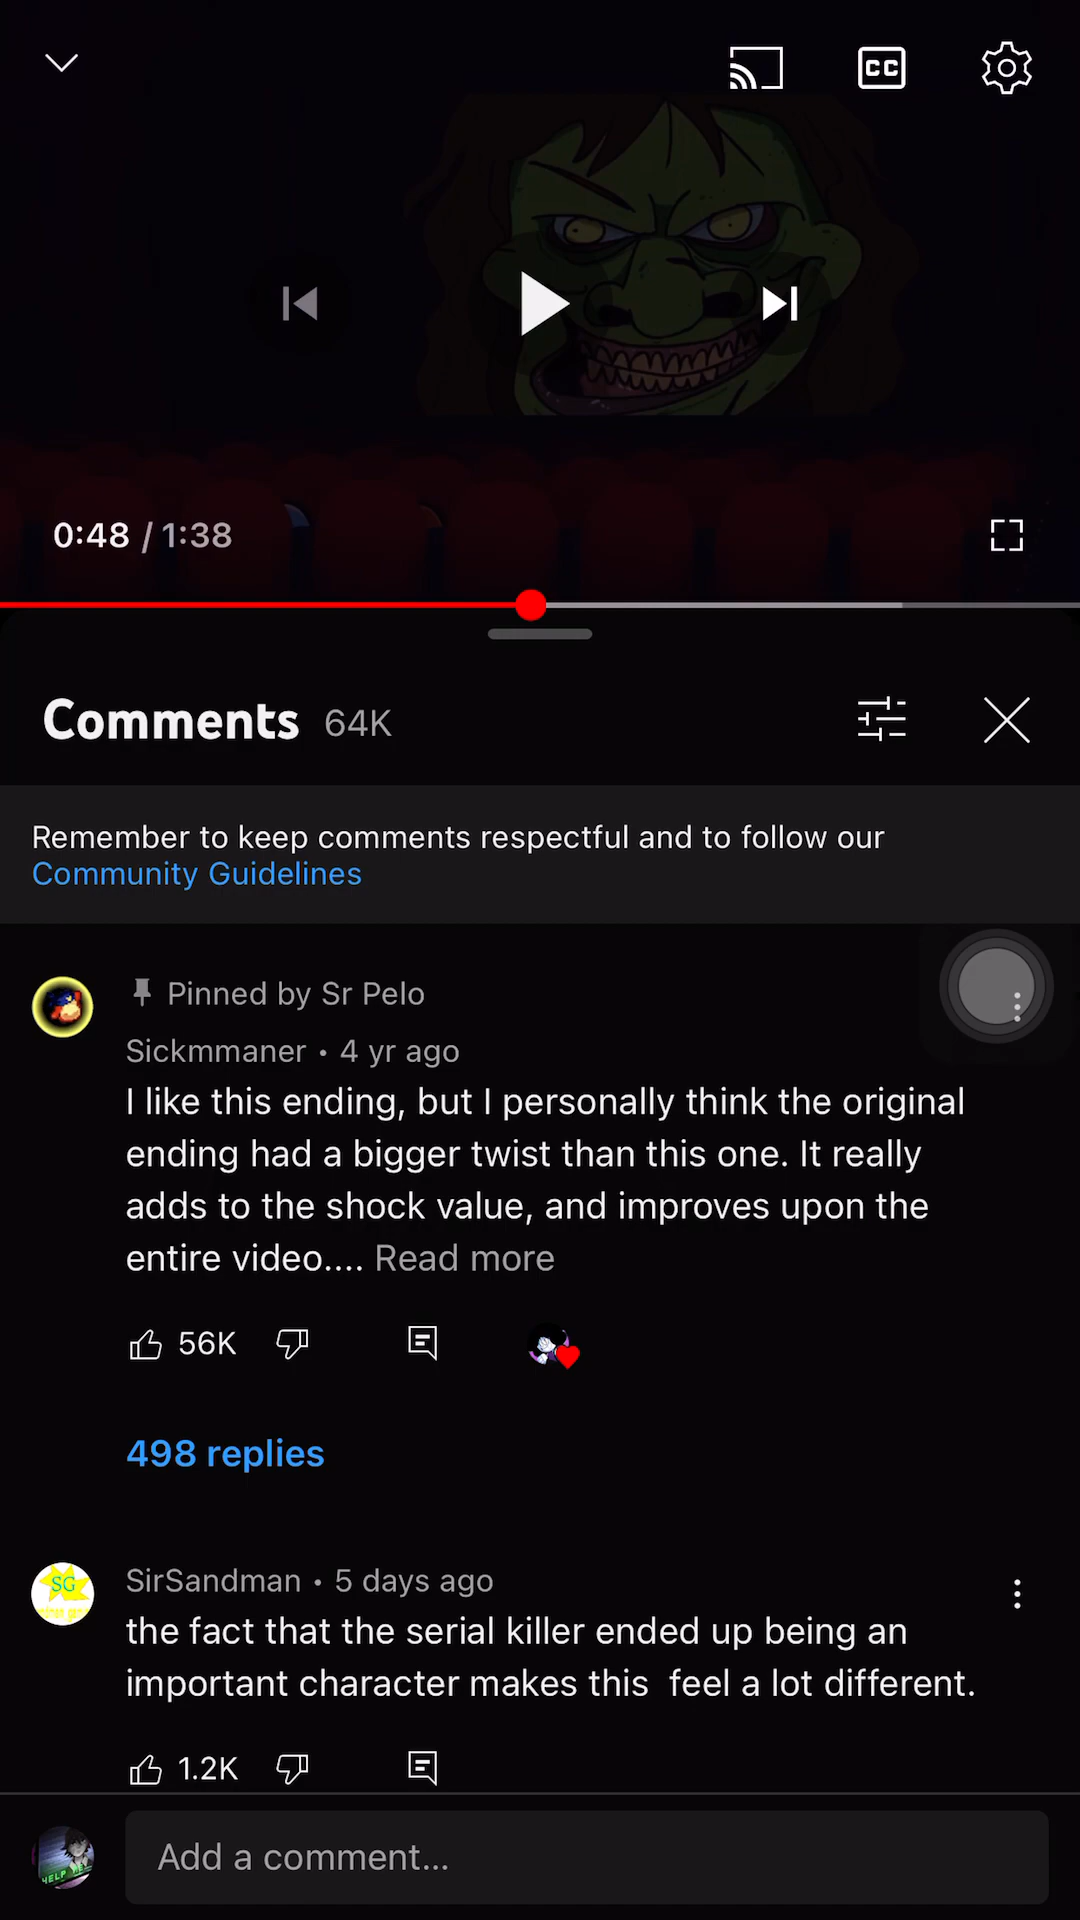 CC
0:48 / 1:38
Comments 64K
Remember to keep comments respectful and to follow our
Community Guidelines
Pinned by Sr Pelo
Sickmmaner • 4 yr ago
I like this ending, but I personally think the original
ending had a bigger twist than this one. It really
adds to the shock value, and improves upon the
entire video.... Read more
56K
498 replies
SG
SirSandman • 5 days ago
the fact that the serial killer ended up being an
important character makes this  feel a lot different.
1.2K
HELP ME
Add a comment...